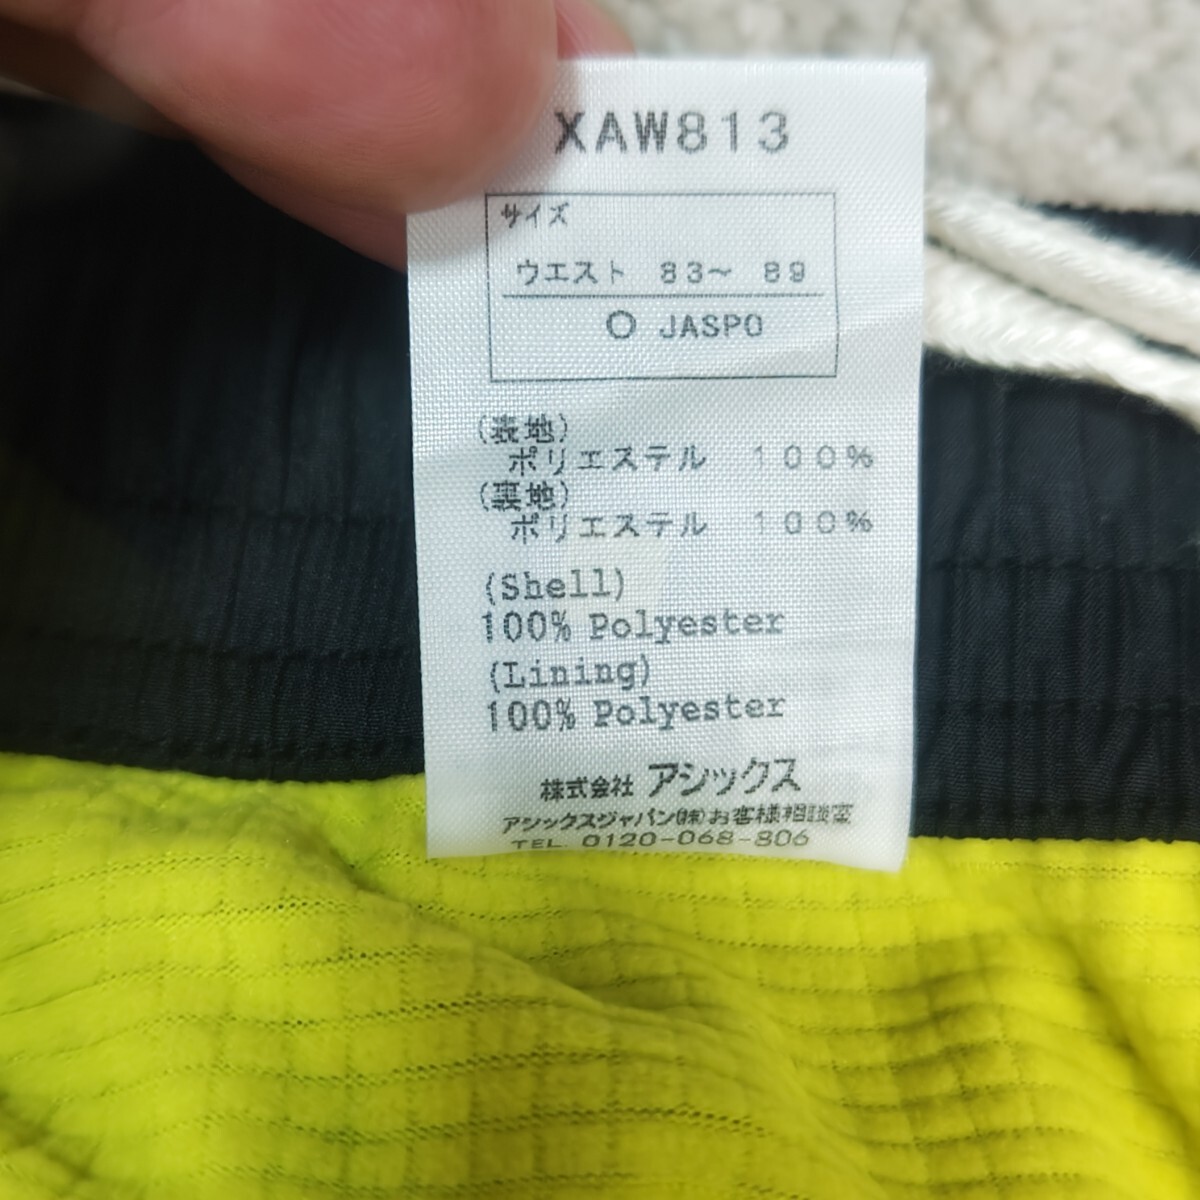 XAW813
サイズ
ウエスト 83～ 89
O JASPO
(表地)
ポリエステル 100%
(裏地)
ポリエステル 100%
(Shell)
100% Polyester
(Lining)
100% Polyester
株式会社 アシックス
アシックスジャパン(株)お客様相談室
TEL. 0120-068-806